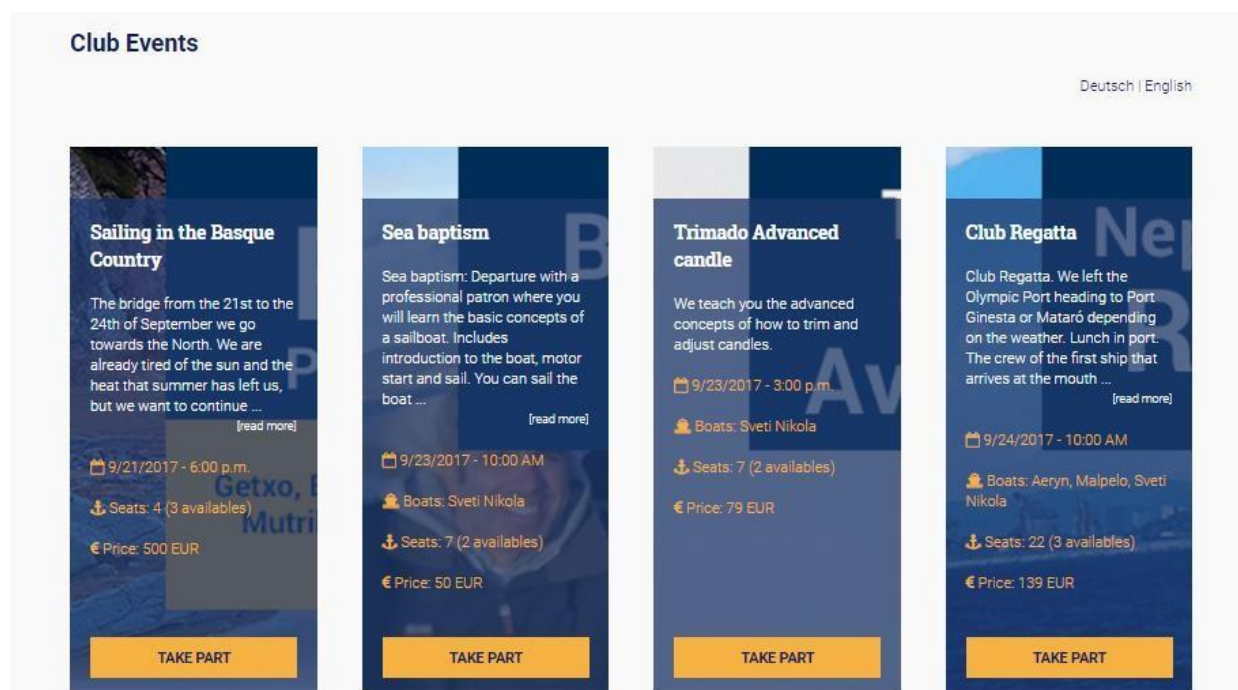 Club Events
Deutsch | English
Sailing in the Basque
Country
The bridge from the 21st to the
24th of September we go
towards the North. We are
already tired of the sun and the
heat that summer has left us,
but we want to continue ...
[read more]
9/21/2017 - 6:00 p.m.
Getxo,
Mutri
Seats: 4 (3 availables)
€ Price: 500 EUR
TAKE PART
Sea baptism
Sea baptism: Departure with a
professional patron where you
will learn the basic concepts of
a sailboat. Includes
introduction to the boat, motor
start and sail. You can sail the
boat ...
[read more]
9/23/2017 - 10:00 AM
Boats: Sveti Nikola
Seats: 7 (2 availables)
€ Price: 50 EUR
TAKE PART
Trimado Advanced
candle
We teach you the advanced
concepts of how to trim and
adjust candles.
Av
9/23/2017 - 3:00 p.m.
Boats: Sveti Nikola
Seats: 7 (2 availables)
€ Price: 79 EUR
TAKE PART
Club Regatta
Nep
R
Club Regatta. We left the
Olympic Port heading to Port
Ginesta or Mataró depending
on the weather. Lunch in port.
The crew of the first ship that
arrives at the mouth ...
[read more]
9/24/2017 - 10:00 AM
Boats: Aeryn, Malpelo, Sveti
Nikola
Seats: 22 (3 availables)
€ Price: 139 EUR
TAKE PART